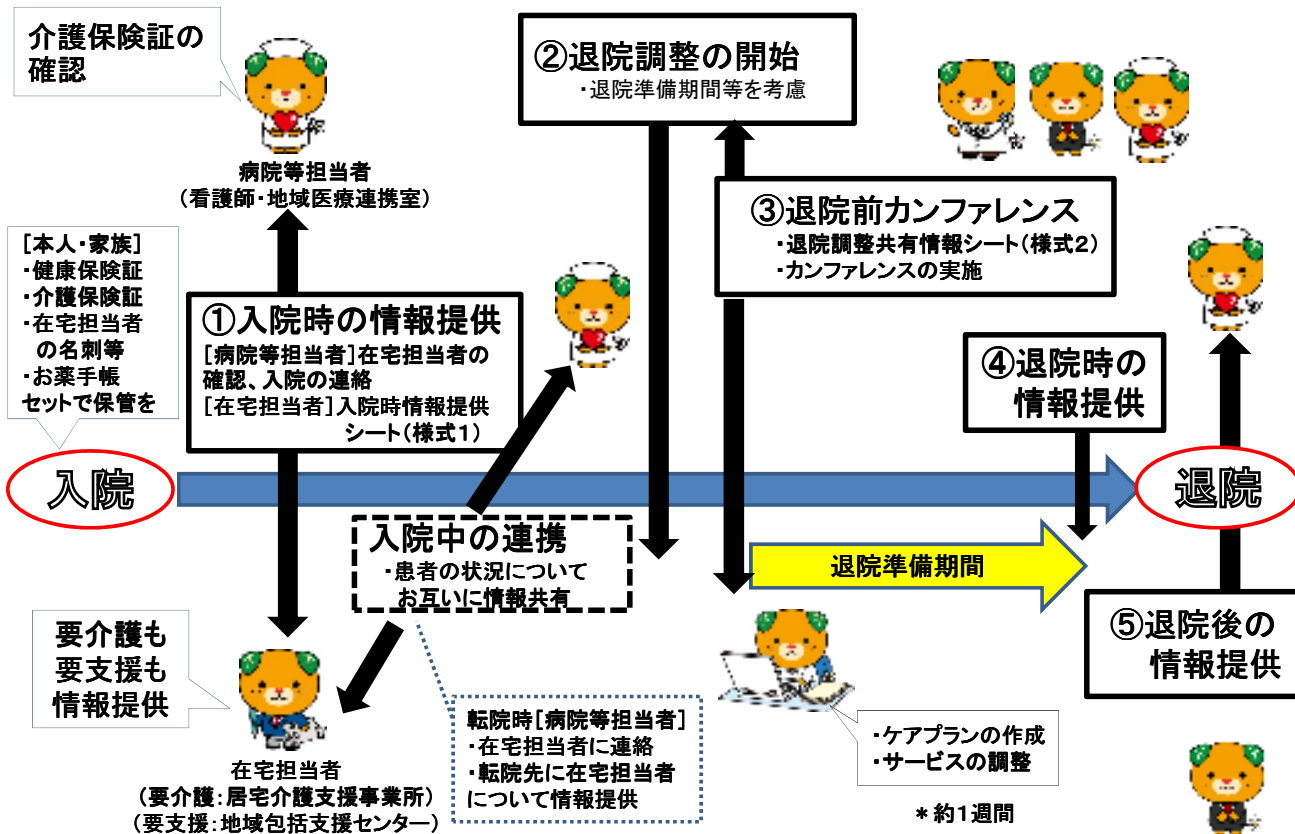 介護保険証の
確認
病院等担当者
（看護師・地域医療連携室）
[本人・家族]
・健康保険証
・介護保険証
・在宅担当者
の名刺等
・お薬手帳
セットで保管を
①入院時の情報提供
[病院等担当者]在宅担当者の
確認、入院の連絡
[在宅担当者]入院時情報提供
シート（様式１）
②退院調整の開始
・退院準備期間等を考慮
③退院前カンファレンス
・退院調整共有情報シート（様式２）
・カンファレンスの実施
④退院時の
情報提供
入院
退院
入院中の連携
・患者の状況について
お互いに情報共有
退院準備期間
⑤退院後の
情報提供
要介護も
要支援も
情報提供
在宅担当者
（要介護：居宅介護支援事業所）
（要支援：地域包括支援センター）
転院時[病院等担当者]
・在宅担当者に連絡
・転院先に在宅担当者
について情報提供
・ケアプランの作成
・サービスの調整
＊約１週間